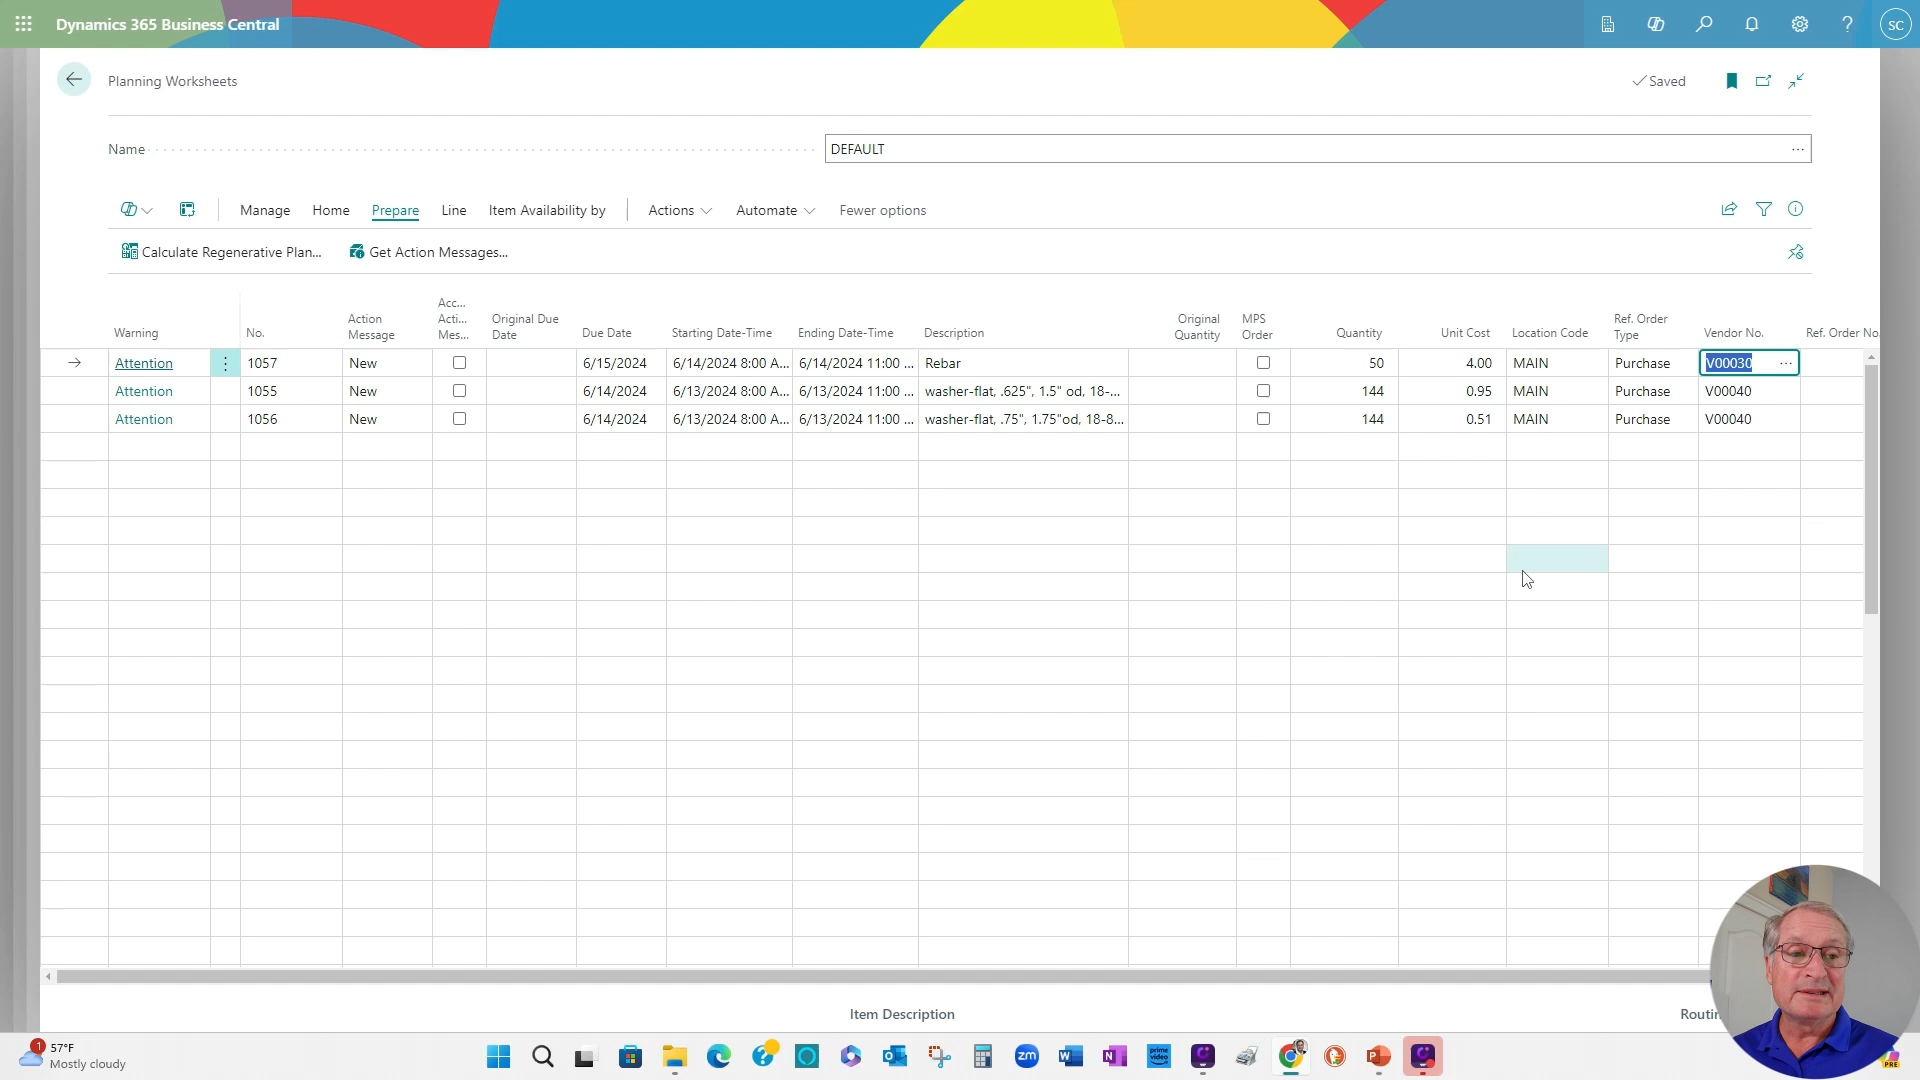 Dynamics 365 Business Central
SC
Planning Worksheets
Saved
Name
DEFAULT
Manage Home Prepare Line Item Availability by Actions Automate Fewer options
Calculate Regenerative Plan... Get Action Messages...
Warning No. Action Message Acc... Acti... Mes... Original Due Date Due Date Starting Date-Time Ending Date-Time Description Original Quantity MPS Order Quantity Unit Cost Location Code Ref. Order Type Vendor No. Ref. Order No.
Attention 1057 New 6/15/2024 6/14/2024 8:00 A... 6/14/2024 11:00 ... Rebar 50 4.00 MAIN Purchase V00030
Attention 1055 New 6/14/2024 6/13/2024 8:00 A... 6/13/2024 11:00 ... washer-flat, .625", 1.5" od, 18-... 144 0.95 MAIN Purchase V00040
Attention 1056 New 6/14/2024 6/13/2024 8:00 A... 6/13/2024 11:00 ... washer-flat, .75", 1.75"od, 18-8... 144 0.51 MAIN Purchase V00040
Item Description
Routin
1
57°F
Mostly cloudy
zm
prime video
PRE